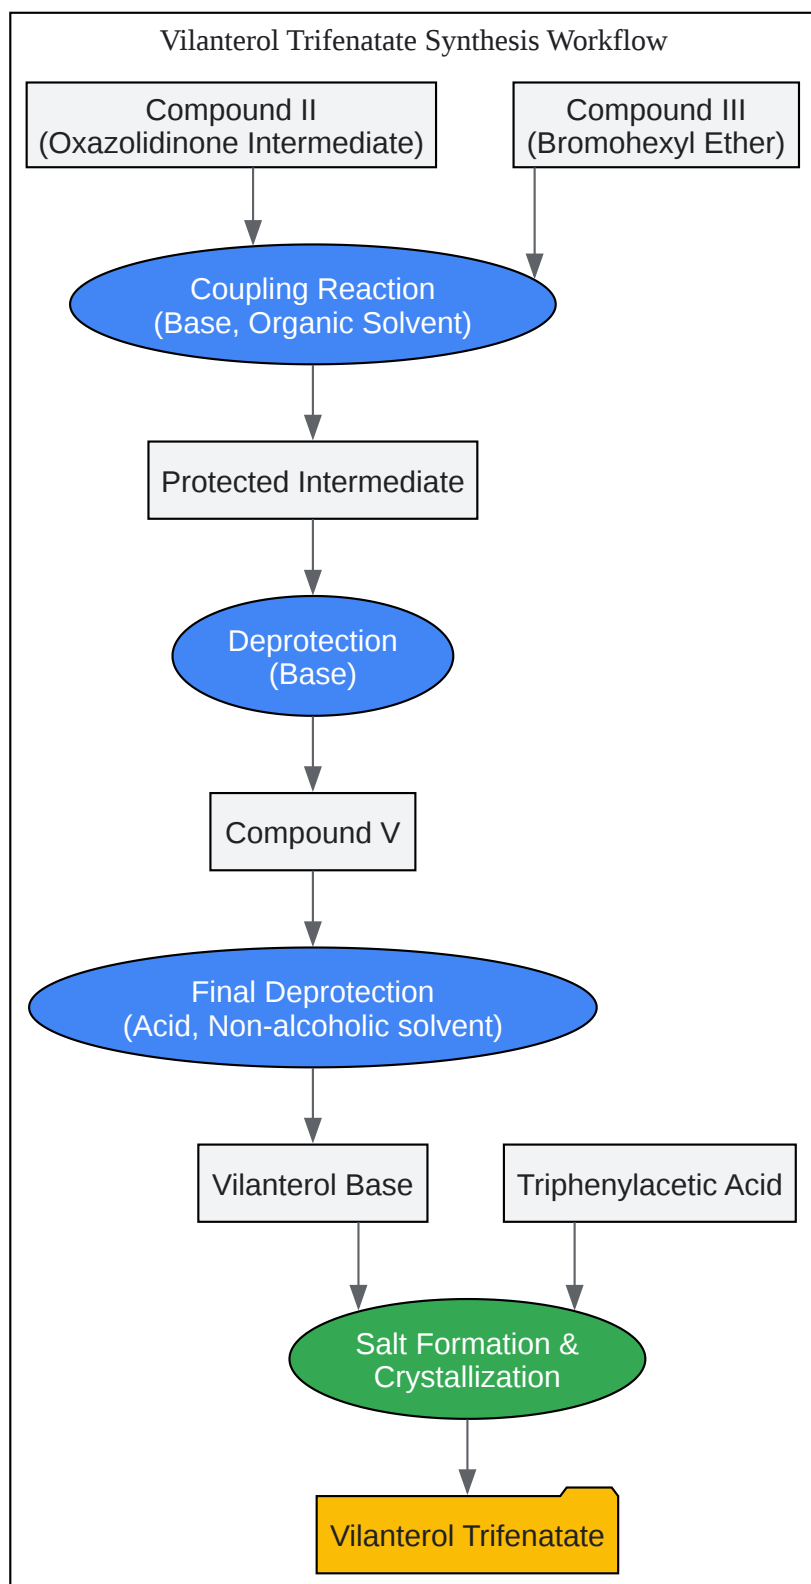 Vilanterol Trifenatate Synthesis Workflow
Compound II
(Oxazolidinone Intermediate)
Compound III
(Bromohexyl Ether)
Coupling Reaction
(Base, Organic Solvent)
Protected Intermediate
Deprotection
(Base)
Compound V
Final Deprotection
(Acid, Non-alcoholic solvent)
Vilanterol Base
Triphenylacetic Acid
Salt Formation &
Crystallization
Vilanterol Trifenatate